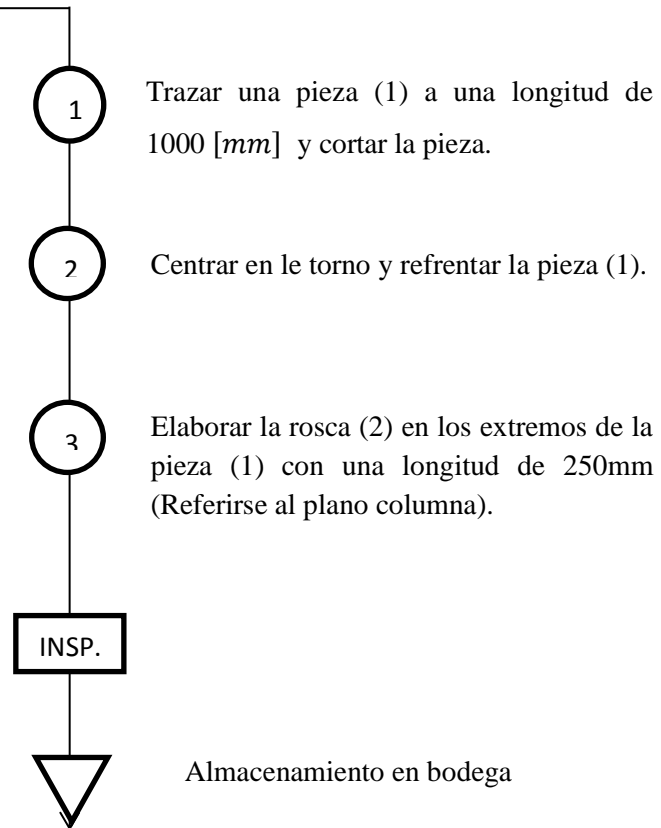 1
Trazar una pieza (1) a una longitud de
1000 [mm] y cortar la pieza.
2
Centrar en le torno y refrentar la pieza (1).
3
Elaborar la rosca (2) en los extremos de la
pieza (1) con una longitud de 250mm
(Referirse al plano columna).
INSP.
Almacenamiento en bodega